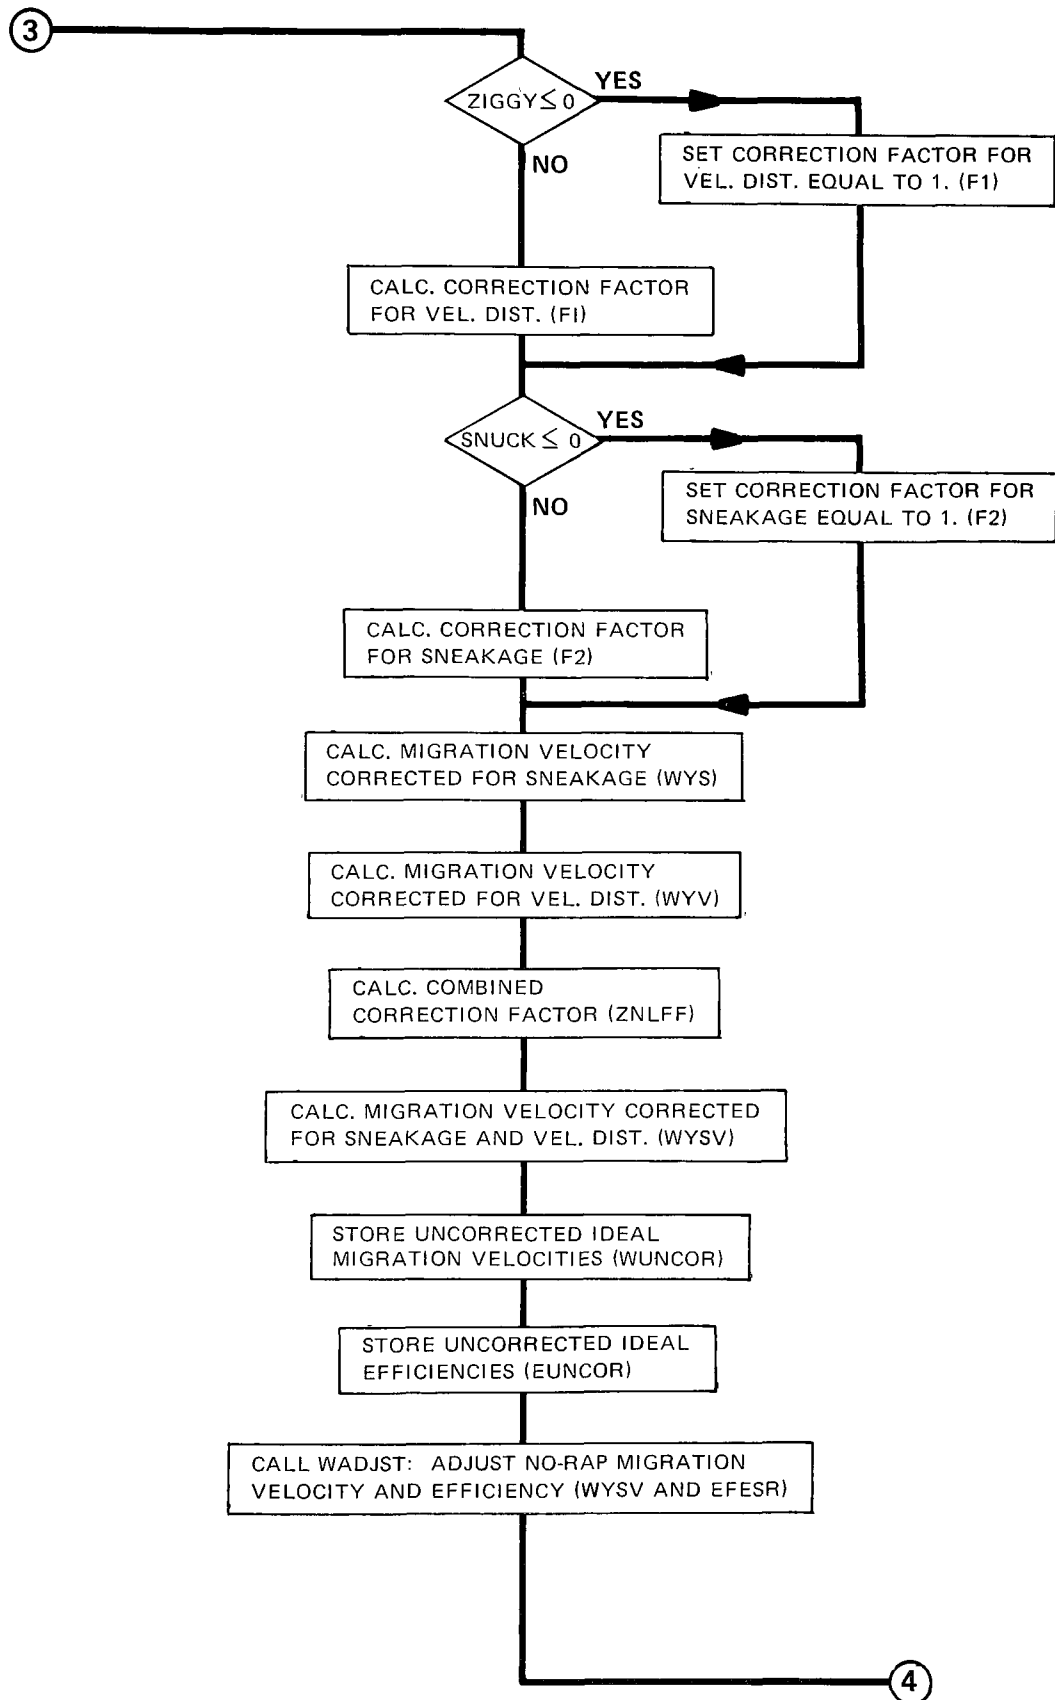 3
ZIGGY ≤ 0
YES
NO
SET CORRECTION FACTOR FOR
VEL. DIST. EQUAL TO 1. (F1)
CALC. CORRECTION FACTOR
FOR VEL. DIST. (FI)
SNUCK ≤ 0
YES
NO
SET CORRECTION FACTOR FOR
SNEAKAGE EQUAL TO 1. (F2)
CALC. CORRECTION FACTOR
FOR SNEAKAGE (F2)
CALC. MIGRATION VELOCITY
CORRECTED FOR SNEAKAGE (WYS)
CALC. MIGRATION VELOCITY
CORRECTED FOR VEL. DIST. (WYV)
CALC. COMBINED
CORRECTION FACTOR (ZNLFF)
CALC. MIGRATION VELOCITY CORRECTED
FOR SNEAKAGE AND VEL. DIST. (WYSV)
STORE UNCORRECTED IDEAL
MIGRATION VELOCITIES (WUNCOR)
STORE UNCORRECTED IDEAL
EFFICIENCIES (EUNCOR)
CALL WADJST: ADJUST NO-RAP MIGRATION
VELOCITY AND EFFICIENCY (WYSV AND EFESR)
4